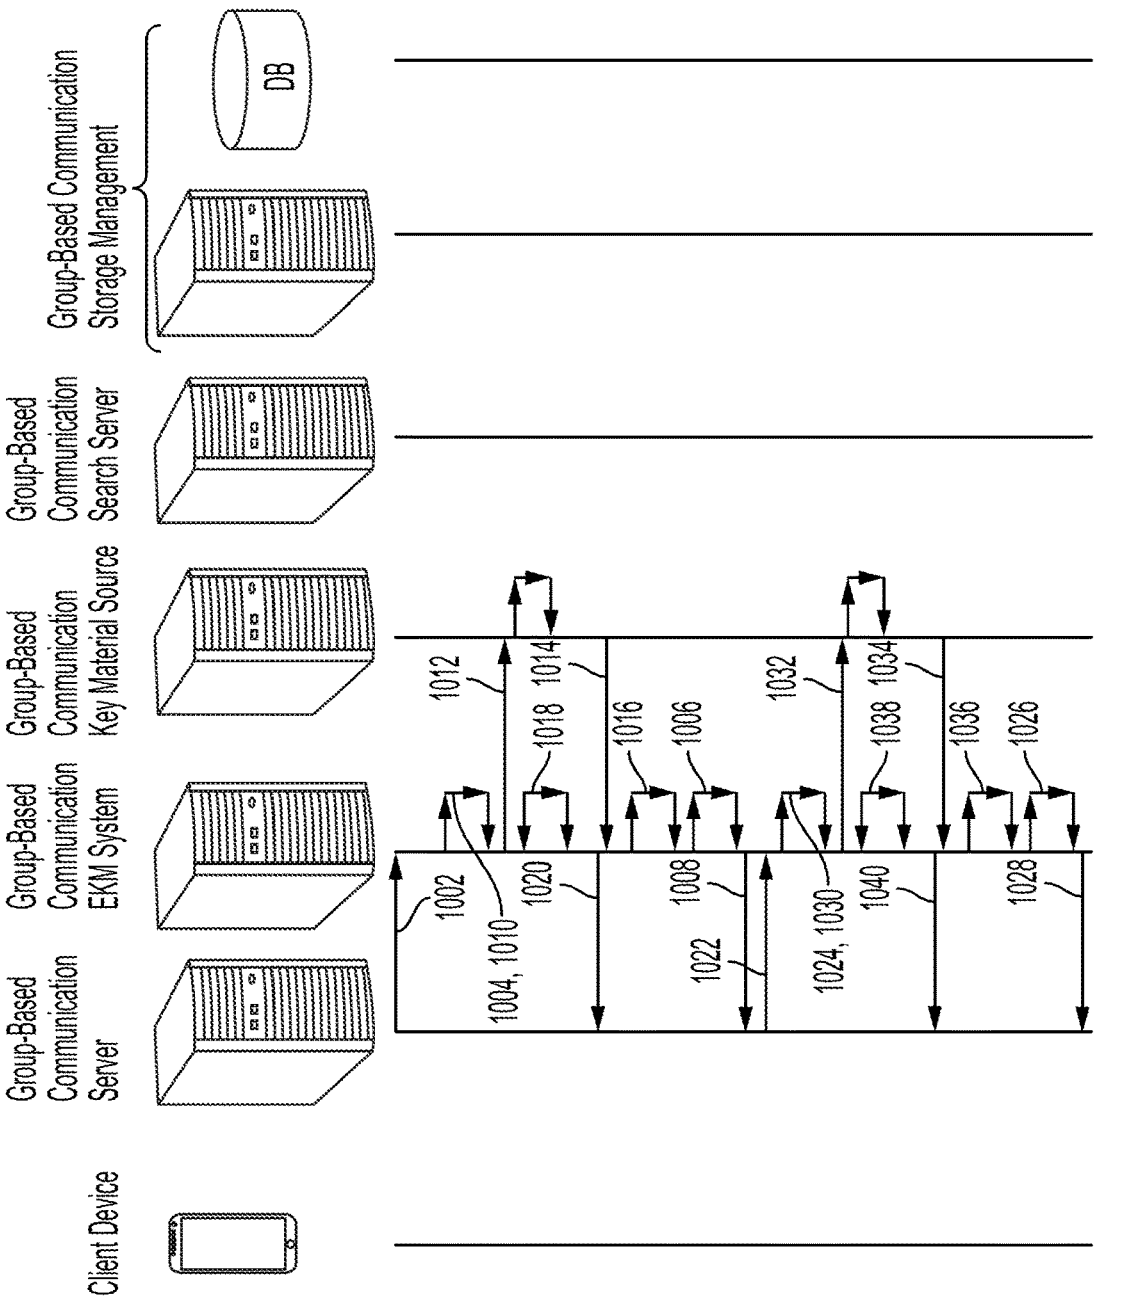 Client Device
Group-Based
Communication
Server
Group-Based
Communication
EKM System
Group-Based
Communication
Key Material Source
Group-Based
Communication
Search Server
Group-Based Communication
Storage Management
DB
1002
1004, 1010
1012
1018
1014
1020
1016
1006
1008
1022
1024, 1030
1032
1038
1034
1040
1036
1026
1028